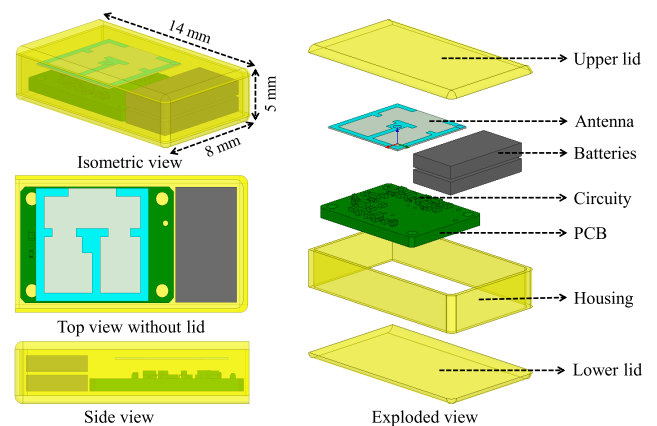 14 mm
5 mm
8 mm
Isometric view
Top view without lid
Side view
Upper lid
Antenna
Batteries
Circuity
PCB
Housing
Lower lid
Exploded view